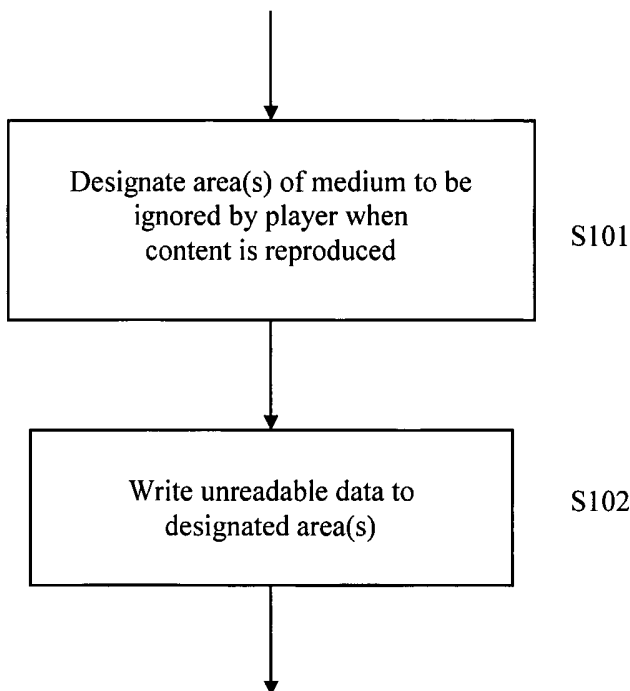 Designate area(s) of medium to be
ignored by player when
content is reproduced
S101
Write unreadable data to
designated area(s)
S102